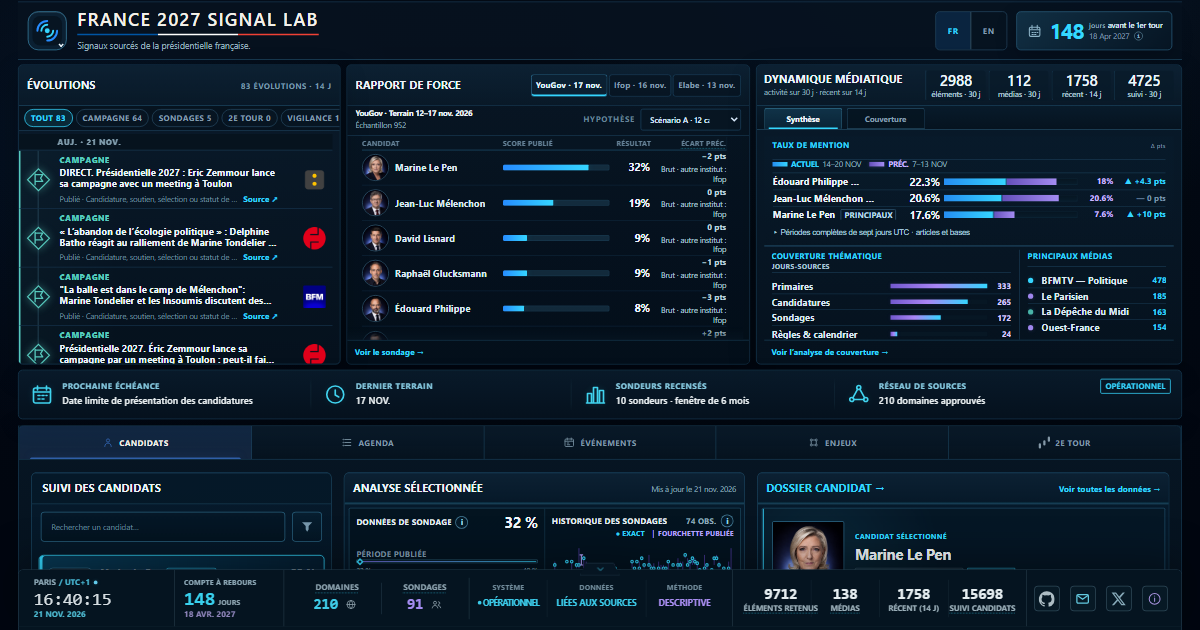 FRANCE 2027 SIGNAL LAB
Signaux sourcés de la présidentielle française.
FR
EN
148 jours avant le 1er tour
18 Apr 2027
ÉVOLUTIONS
83 ÉVOLUTIONS · 14 J
TOUT 83
CAMPAGNE 64
SONDAGES 5
2E TOUR 0
VIGILANCE 1
AUJ. · 21 NOV.
CAMPAGNE
DIRECT. Présidentielle 2027 : Eric Zemmour lance
sa campagne avec un meeting à Toulon
Publié · Candidature, soutien, sélection ou statut de ... Source ↗
CAMPAGNE
« L'abandon de l'écologie politique » : Delphine
Batho réagit au ralliement de Marine Tondelier ...
Publié · Candidature, soutien, sélection ou statut de ... Source ↗
CAMPAGNE
"La balle est dans le camp de Mélenchon":
Marine Tondelier et les Insoumis discutent des...
Publié · Candidature, soutien, sélection ou statut de ... Source ↗
BFM
CAMPAGNE
Présidentielle 2027. Éric Zemmour lance sa
campagne par un meeting à Toulon : peut-il fai...
RAPPORT DE FORCE
YouGov · 17 nov.
Ifop · 16 nov.
Elabe · 13 nov.
YouGov · Terrain 12–17 nov. 2026
Échantillon 952
HYPOTHÈSE
Scénario A · 12 c
CANDIDAT
SCORE PUBLIÉ
RÉSULTAT
ÉCART PRÉC.
Marine Le Pen
32%
−2 pts
Brut · autre institut :
Ifop
Jean-Luc Mélenchon
19%
0 pts
Brut · autre institut :
Ifop
David Lisnard
9%
0 pts
Brut · autre institut :
Ifop
Raphaël Glucksmann
9%
−1 pts
Brut · autre institut :
Ifop
Édouard Philippe
8%
−3 pts
Brut · autre institut :
Ifop
+2 pts
Voir le sondage →
DYNAMIQUE MÉDIATIQUE
activité sur 30 j · récent sur 14 j
2988
éléments · 30 j
112
médias · 30 j
1758
récent · 14 j
4725
suivi · 30 j
Synthèse
Couverture
TAUX DE MENTION
Δ pts
ACTUEL 14–20 NOV
PRÉC. 7–13 NOV
Édouard Philippe ... 22.3% 18% ▲ +4.3 pts
Jean-Luc Mélenchon ... 20.6% 20.6% — 0 pts
Marine Le Pen PRINCIPAUX 17.6% 7.6% ▲ +10 pts
• Périodes complètes de sept jours UTC · articles et bases
COUVERTURE THÉMATIQUE
JOURS-SOURCES
Primaires 333
Candidatures 265
Sondages 172
Règles & calendrier 24
PRINCIPAUX MÉDIAS
BFMTV — Politique 478
Le Parisien 185
La Dépêche du Midi 163
Ouest-France 154
Voir l'analyse de couverture →
PROCHAINE ÉCHÉANCE
Date limite de présentation des candidatures
DERNIER TERRAIN
17 NOV.
SONDEURS RECENSÉS
10 sondeurs · fenêtre de 6 mois
RÉSEAU DE SOURCES
210 domaines approuvés
OPÉRATIONNEL
CANDIDATS
AGENDA
ÉVÉNEMENTS
ENJEUX
2E TOUR
SUIVI DES CANDIDATS
Rechercher un candidat...
ANALYSE SÉLECTIONNÉE
Mis à jour le 21 nov. 2026
DONNÉES DE SONDAGE
32 %
PÉRIODE PUBLIÉE
HISTORIQUE DES SONDAGES
74 OBS.
EXACT
FOURCHETTE PUBLIÉE
DOSSIER CANDIDAT →
Voir toutes les données →
CANDIDAT SÉLECTIONNÉ
Marine Le Pen
PARIS / UTC+1
16:40:15
21 NOV. 2026
COMPTE À REBOURS
148 JOURS
18 AVR. 2027
DOMAINES
210
SONDAGES
91
SYSTÈME
OPÉRATIONNEL
DONNÉES
LIÉES AUX SOURCES
MÉTHODE
DESCRIPTIVE
9712
ÉLÉMENTS RETENUS
138
MÉDIAS
1758
RÉCENT (14 J)
15698
SUIVI CANDIDATS